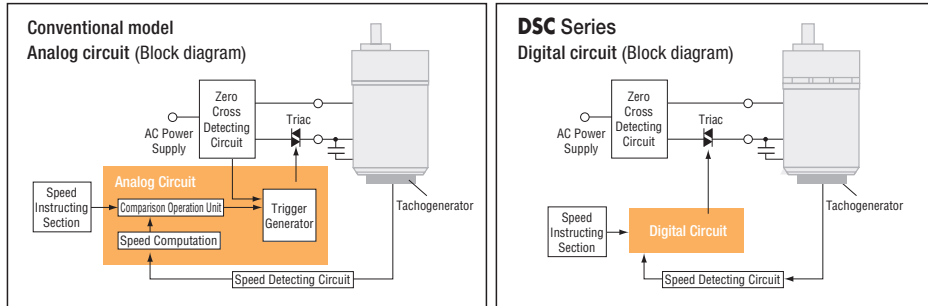 Conventional model
Analog circuit (Block diagram)
Zero
Cross
Detecting
Circuit
AC Power
Supply
Triac
Analog Circuit
Speed
Instructing
Section
Comparison Operation Unit
Trigger
Generator
Speed Computation
Tachogenerator
Speed Detecting Circuit
DSC Series
Digital circuit (Block diagram)
Zero
Cross
Detecting
Circuit
AC Power
Supply
Triac
Tachogenerator
Speed
Instructing
Section
Digital Circuit
Speed Detecting Circuit